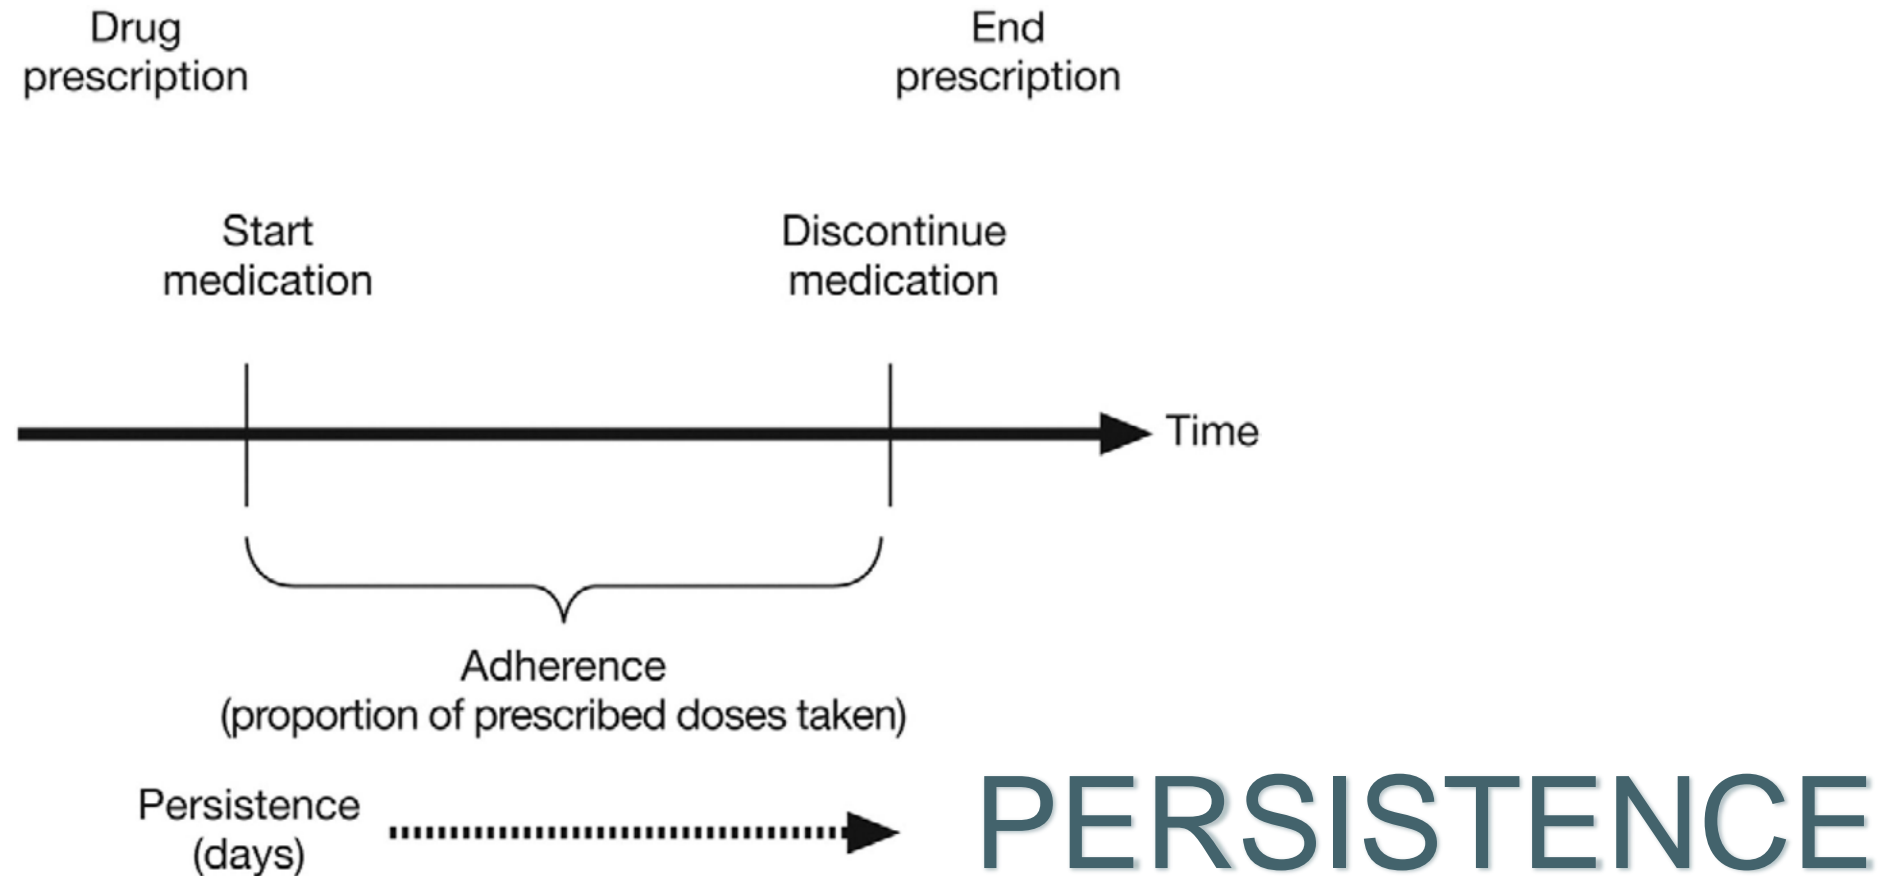 Drug
prescription
End
prescription
Start
medication
Discontinue
medication
Time
Adherence
(proportion of prescribed doses taken)
Persistence
(days)
PERSISTENCE